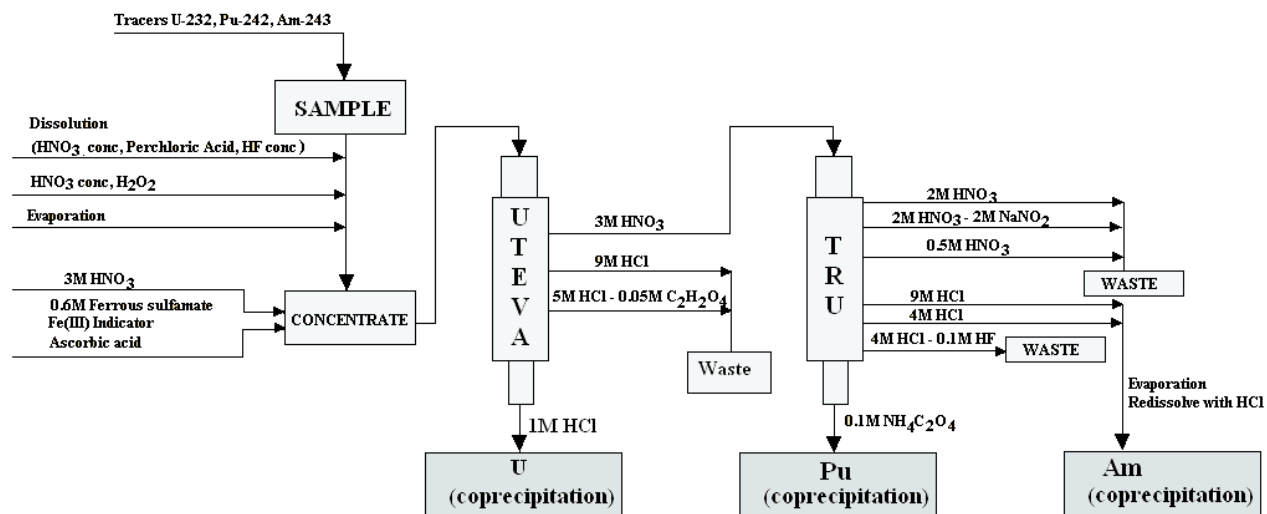 Tracers U-232, Pu-242, Am-243
SAMPLE
Dissolution
(HNO3 conc, Perchloric Acid, HF conc )
HNO3 conc, H2O2
Evaporation
3M HNO3
0.6M Ferrous sulfamate
Fe(III) Indicator
Ascorbic acid
CONCENTRATE
UTEVA
3M HNO3
9M HCl
5M HCl - 0.05M C2H2O4
Waste
1M HCl
U
(coprecipitation)
TRU
2M HNO3
2M HNO3 - 2M NaNO2
0.5M HNO3
WASTE
9M HCl
4M HCl
4M HCl - 0.1M HF
WASTE
Evaporation
Redissolve with HCl
0.1M NH4C2O4
Pu
(coprecipitation)
Am
(coprecipitation)